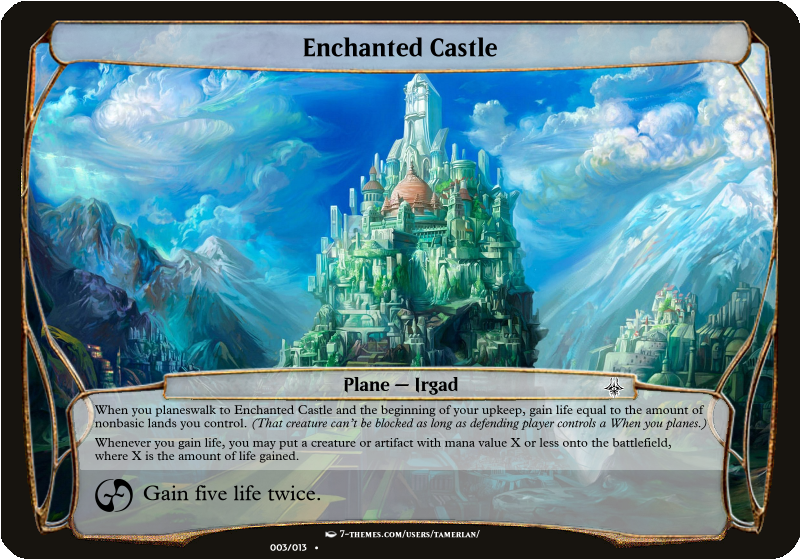 Enchanted Castle
Plane — Irgad
When you planeswalk to Enchanted Castle and the beginning of your upkeep, gain life equal to the amount of
nonbasic lands you control. (That creature can't be blocked as long as defending player controls a When you planes.)
Whenever you gain life, you may put a creature or artifact with mana value X or less onto the battlefield,
where X is the amount of life gained.
Gain five life twice.
7-THEMES.COM/USERS/TAMERLAN/
003/013 •